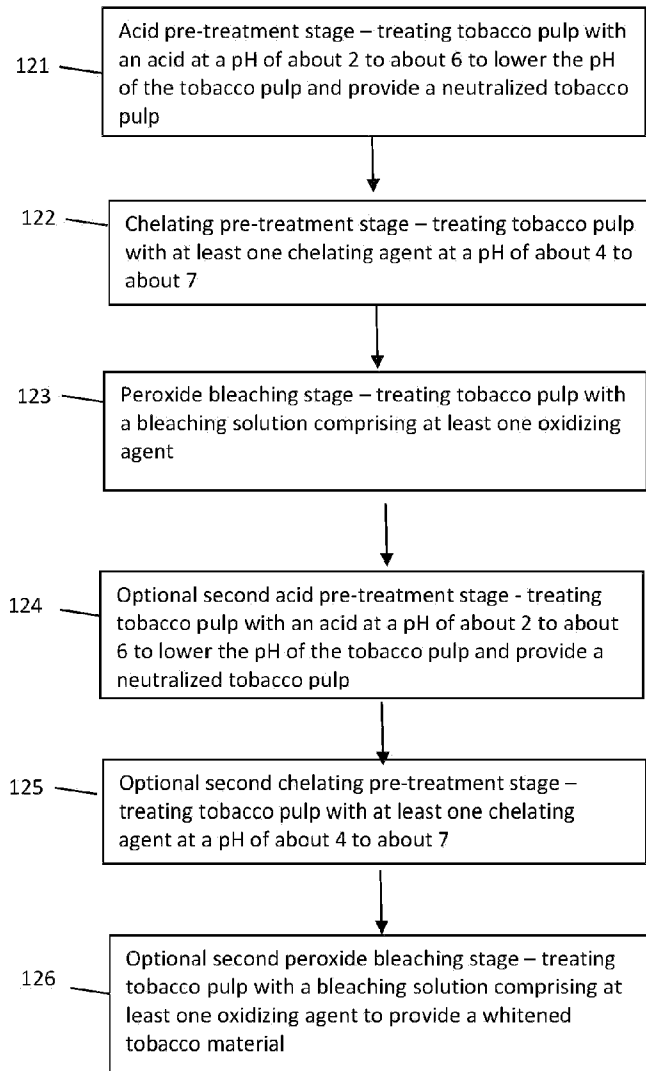 121
Acid pre-treatment stage – treating tobacco pulp with
an acid at a pH of about 2 to about 6 to lower the pH
of the tobacco pulp and provide a neutralized tobacco
pulp
122
Chelating pre-treatment stage – treating tobacco pulp
with at least one chelating agent at a pH of about 4 to
about 7
123
Peroxide bleaching stage – treating tobacco pulp with
a bleaching solution comprising at least one oxidizing
agent
124
Optional second acid pre-treatment stage - treating
tobacco pulp with an acid at a pH of about 2 to about
6 to lower the pH of the tobacco pulp and provide a
neutralized tobacco pulp
125
Optional second chelating pre-treatment stage –
treating tobacco pulp with at least one chelating
agent at a pH of about 4 to about 7
126
Optional second peroxide bleaching stage – treating
tobacco pulp with a bleaching solution comprising at
least one oxidizing agent to provide a whitened
tobacco material